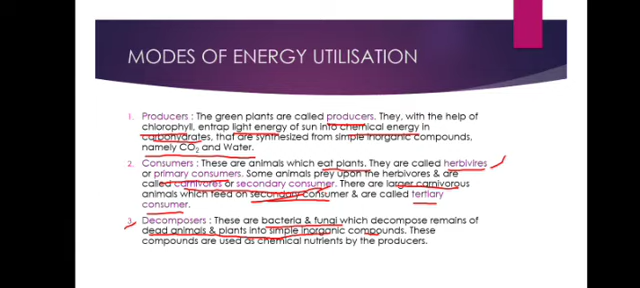 MODES OF ENERGY UTILISATION
1. Producers : The green plants are called producers. They, with the help of
chlorophyll, entrap light energy of sun into chemical energy in
carbohydrates, that are synthesized from simple inorganic compounds,
namely CO2 and Water.
2. Consumers : These are animals which eat plants. They are called herbivires
or primary consumers. Some animals prey upon the herbivores & are
called carnivores or secondary consumer. There are larger carnivorous
animals which feed on secondary consumer & are called tertiary
consumer.
3. Decomposers : These are bacteria & fungi which decompose remains of
dead animals & plants into simple inorganic compounds. These
compounds are used as chemical nutrients by the producers.